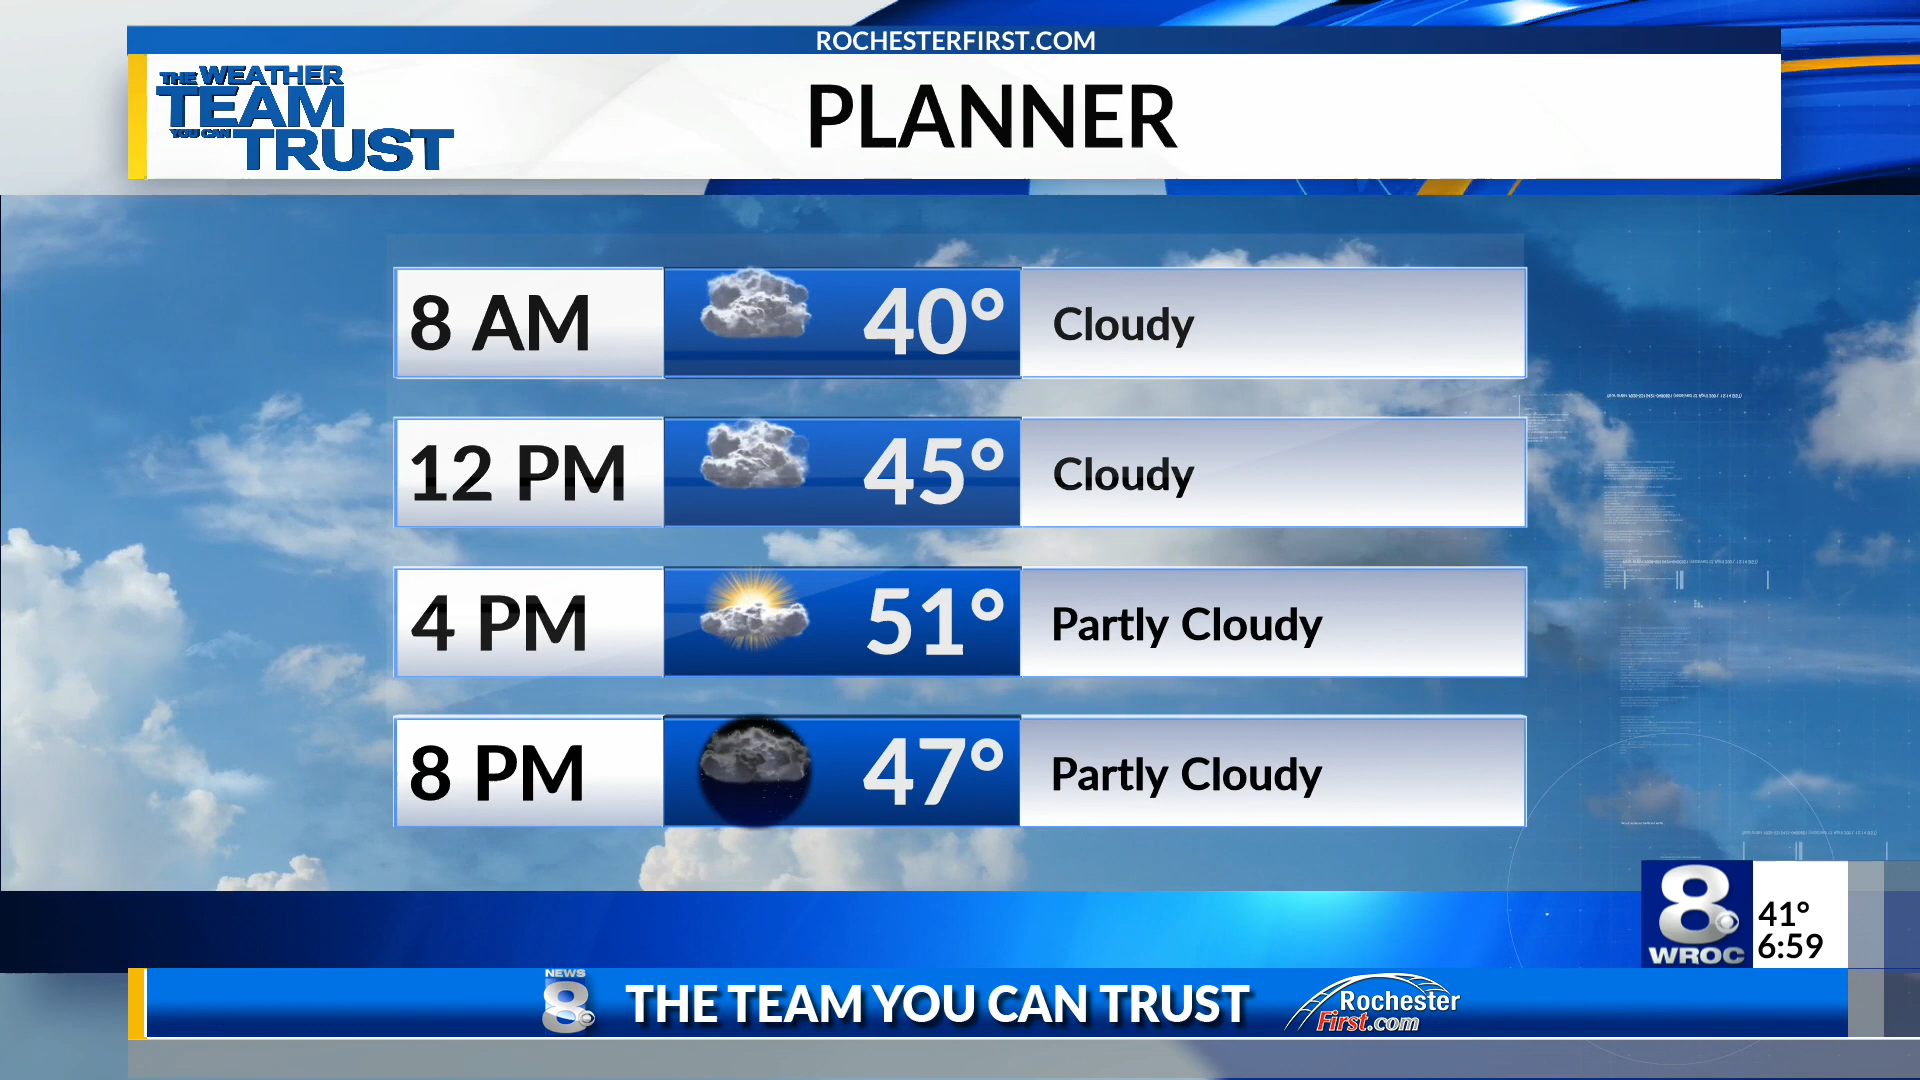 ROCHESTERFIRST.COM
THE WEATHER
TEAM
YOU CAN TRUST
PLANNER
8 AM 40° Cloudy
12 PM 45° Cloudy
4 PM 51° Partly Cloudy
8 PM 47° Partly Cloudy
8
WROC
41°
6:59
NEWS
8
THE TEAM YOU CAN TRUST
Rochester
First.com